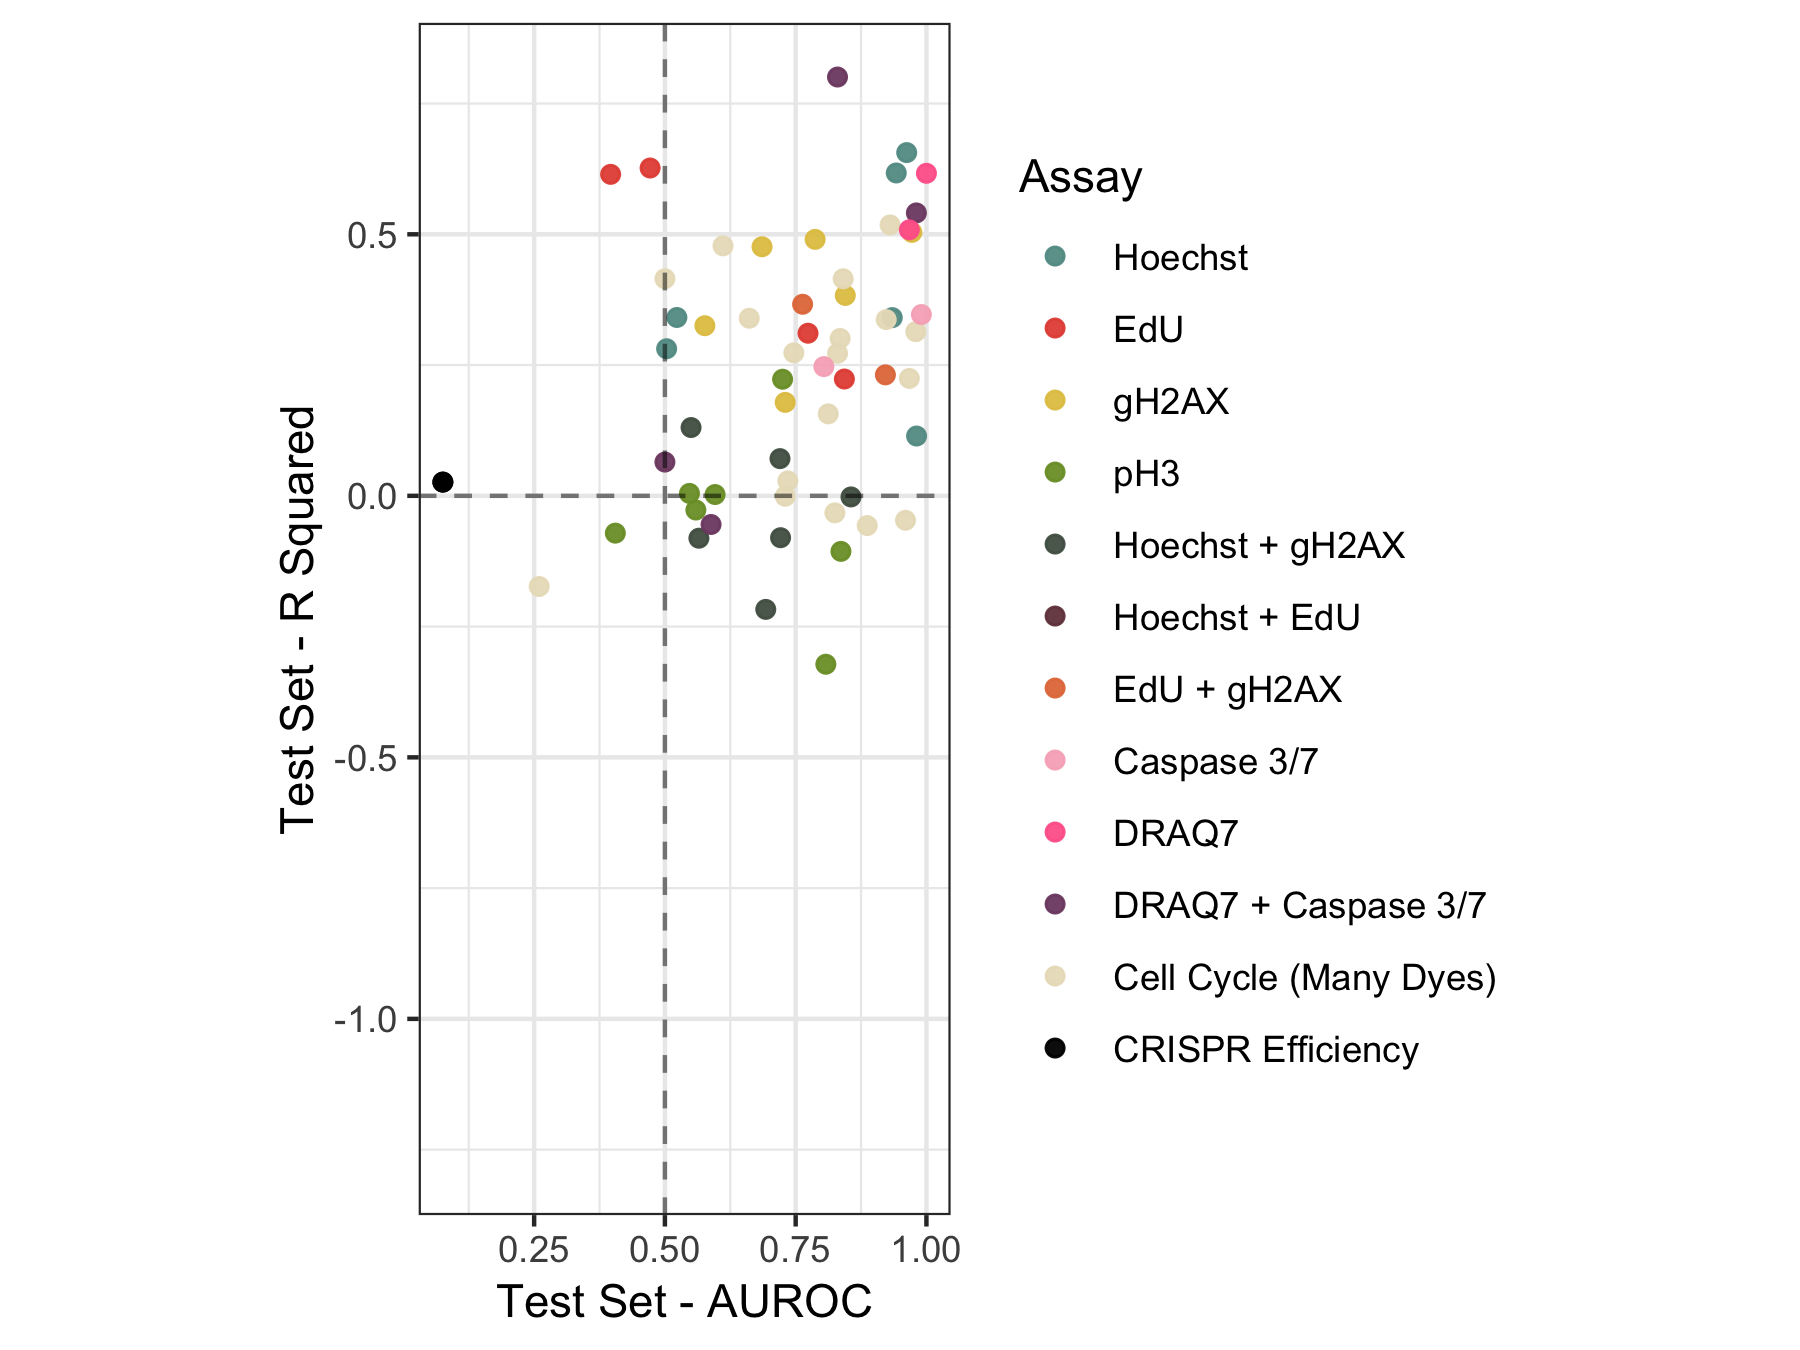 Test Set - R Squared
0.5
0.0
-0.5
-1.0
0.25 0.50 0.75 1.00
Test Set - AUROC
Assay
Hoechst
EdU
gH2AX
pH3
Hoechst + gH2AX
Hoechst + EdU
EdU + gH2AX
Caspase 3/7
DRAQ7
DRAQ7 + Caspase 3/7
Cell Cycle (Many Dyes)
CRISPR Efficiency